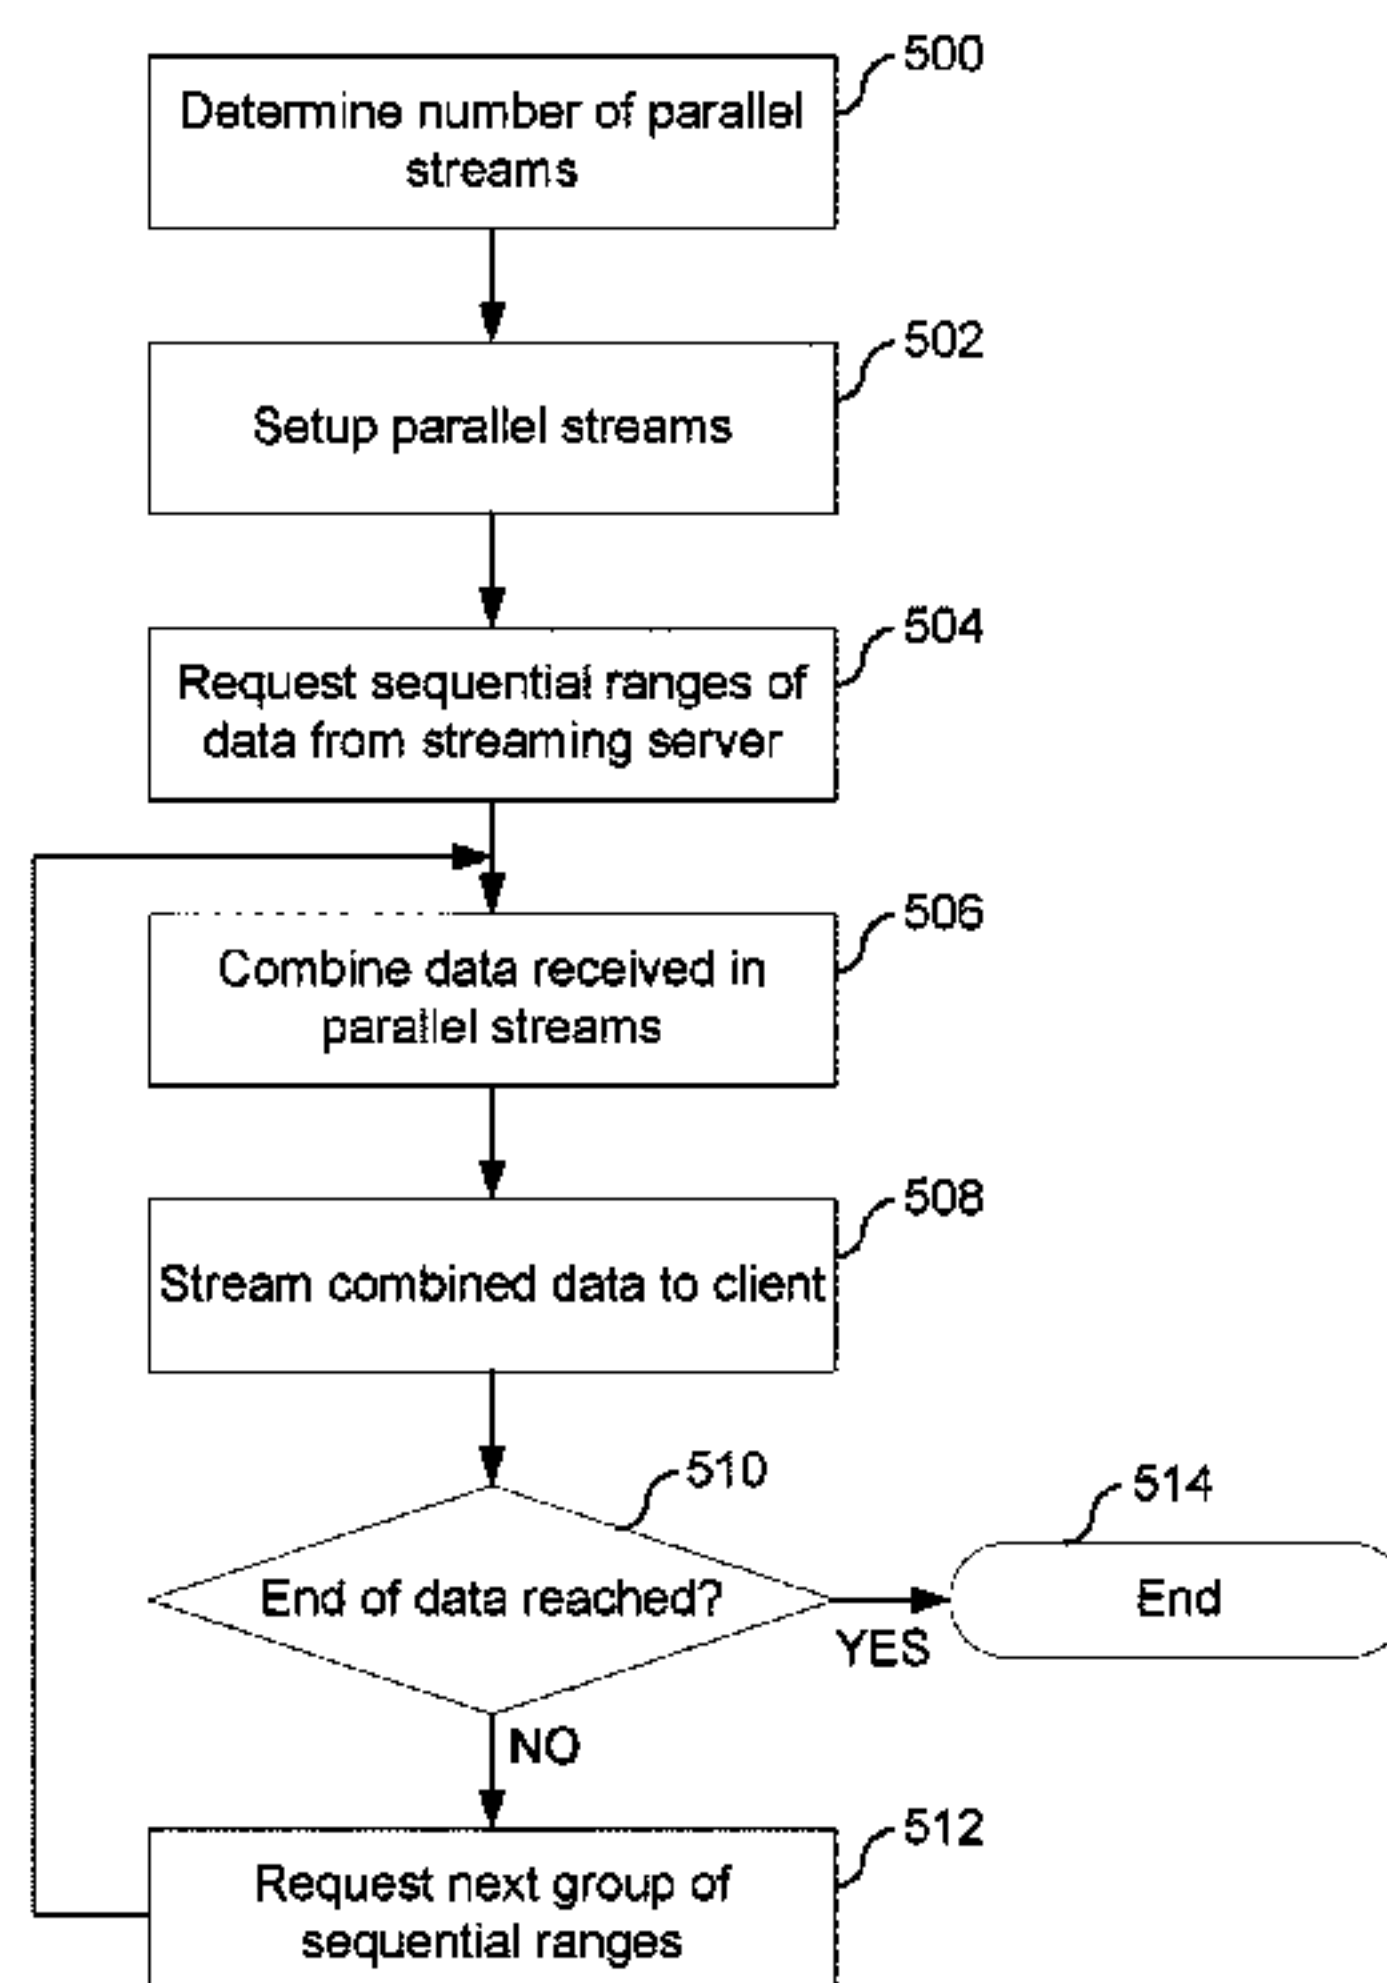 500
Determine number of parallel
streams
502
Setup parallel streams
504
Request sequential ranges of
data from streaming server
506
Combine data received in
parallel streams
508
Stream combined data to client
510
514
End of data reached?
End
YES
NO
512
Request next group of
sequential ranges